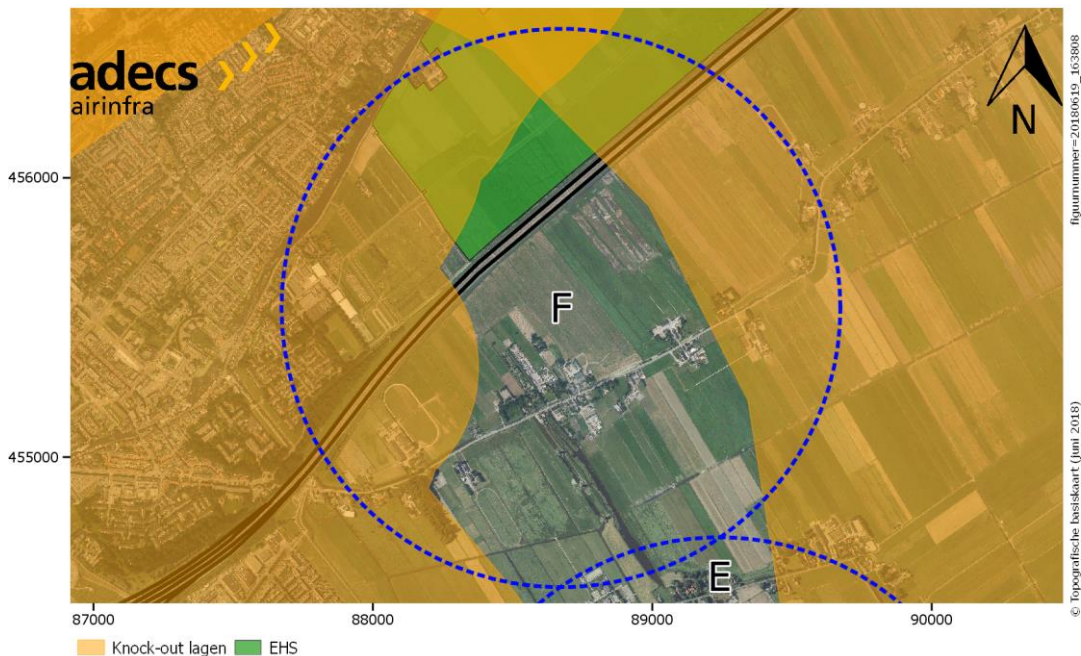 adecs
airinfra
N
figuurnummer=20180619_163808
456000
F
455000
E
© Topografische basiskaart (juni 2018)
87000
88000
89000
90000
Knock-out lagen
EHS